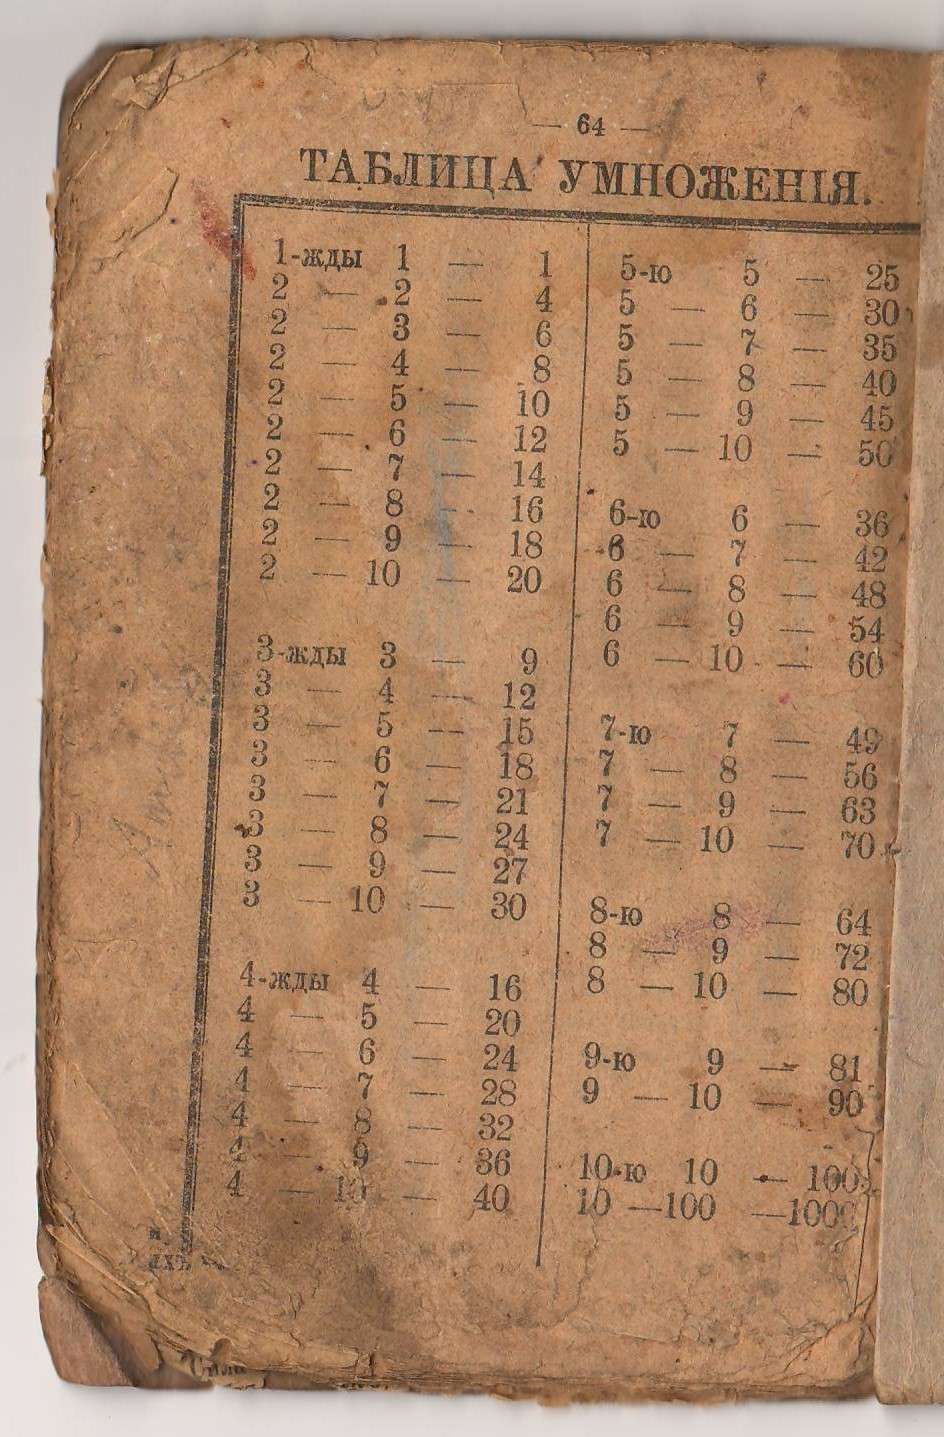 — 64 —
ТАБЛИЦА УМНОЖЕНІЯ.
1-жды 1 — 1
2 — 2 — 4
2 — 3 — 6
2 — 4 — 8
2 — 5 — 10
2 — 6 — 12
2 — 7 — 14
2 — 8 — 16
2 — 9 — 18
2 — 10 — 20
3-жды 3 — 9
3 — 4 — 12
3 — 5 — 15
3 — 6 — 18
3 — 7 — 21
3 — 8 — 24
3 — 9 — 27
3 — 10 — 30
4-жды 4 — 16
4 — 5 — 20
4 — 6 — 24
4 — 7 — 28
4 — 8 — 32
4 — 9 — 36
4 — 10 — 40
5-ю 5 — 25
5 — 6 — 30
5 — 7 — 35
5 — 8 — 40
5 — 9 — 45
5 — 10 — 50
6-ю 6 — 36
6 — 7 — 42
6 — 8 — 48
6 — 9 — 54
6 — 10 — 60
7-ю 7 — 49
7 — 8 — 56
7 — 9 — 63
7 — 10 — 70
8-ю 8 — 64
8 — 9 — 72
8 — 10 — 80
9-ю 9 — 81
9 — 10 — 90
10-ю 10 — 100
10 — 100 — 1000